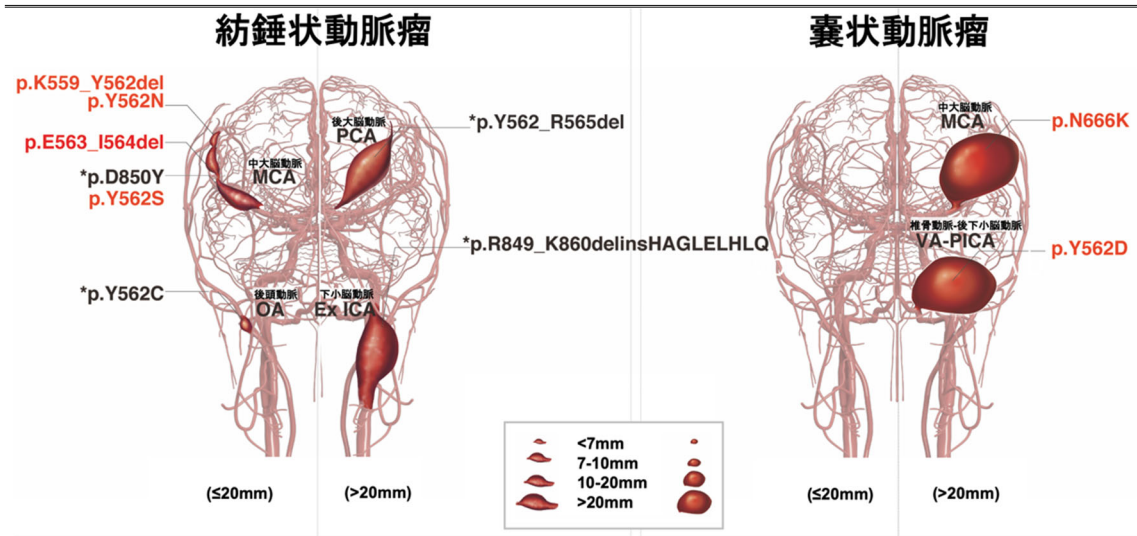 紡錘状動脈瘤
p.K559_Y562del
p.Y562N
p.E563_I564del
*p.D850Y
p.Y562S
*p.Y562C
後大脳動脈
PCA
中大脳動脈
MCA
後頭動脈
OA
下小脳動脈
Ex ICA
*p.Y562_R565del
*p.R849_K860delinsHAGLELHLQ
(≤20mm)
(>20mm)
<7mm
7-10mm
10-20mm
>20mm
嚢状動脈瘤
中大脳動脈
MCA
p.N666K
椎骨動脈-後下小脳動脈
VA-PICA
p.Y562D
(≤20mm)
(>20mm)